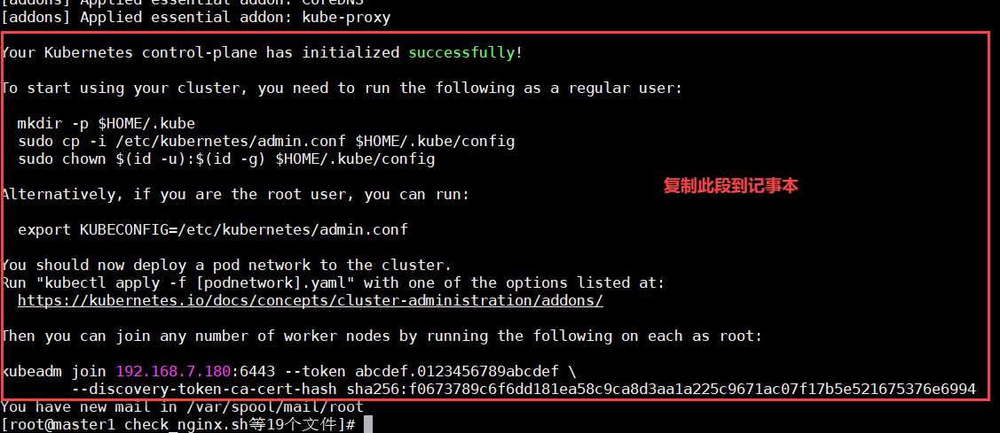 [addons] Applied essential addon: CoreDNS
[addons] Applied essential addon: kube-proxy
Your Kubernetes control-plane has initialized successfully!
To start using your cluster, you need to run the following as a regular user:
mkdir -p $HOME/.kube
sudo cp -i /etc/kubernetes/admin.conf $HOME/.kube/config
sudo chown $(id -u):$(id -g) $HOME/.kube/config
复制此段到记事本
Alternatively, if you are the root user, you can run:
export KUBECONFIG=/etc/kubernetes/admin.conf
You should now deploy a pod network to the cluster.
Run "kubectl apply -f [podnetwork].yaml" with one of the options listed at:
https://kubernetes.io/docs/concepts/cluster-administration/addons/
Then you can join any number of worker nodes by running the following on each as root:
kubeadm join 192.168.7.180:6443 --token abcdef.0123456789abcdef \
--discovery-token-ca-cert-hash sha256:f0673789c6f6dd181ea58c9ca8d3aa1a225c9671ac07f17b5e521675376e6994
You have new mail in /var/spool/mail/root
[root@master1 check_nginx.sh等19个文件]#